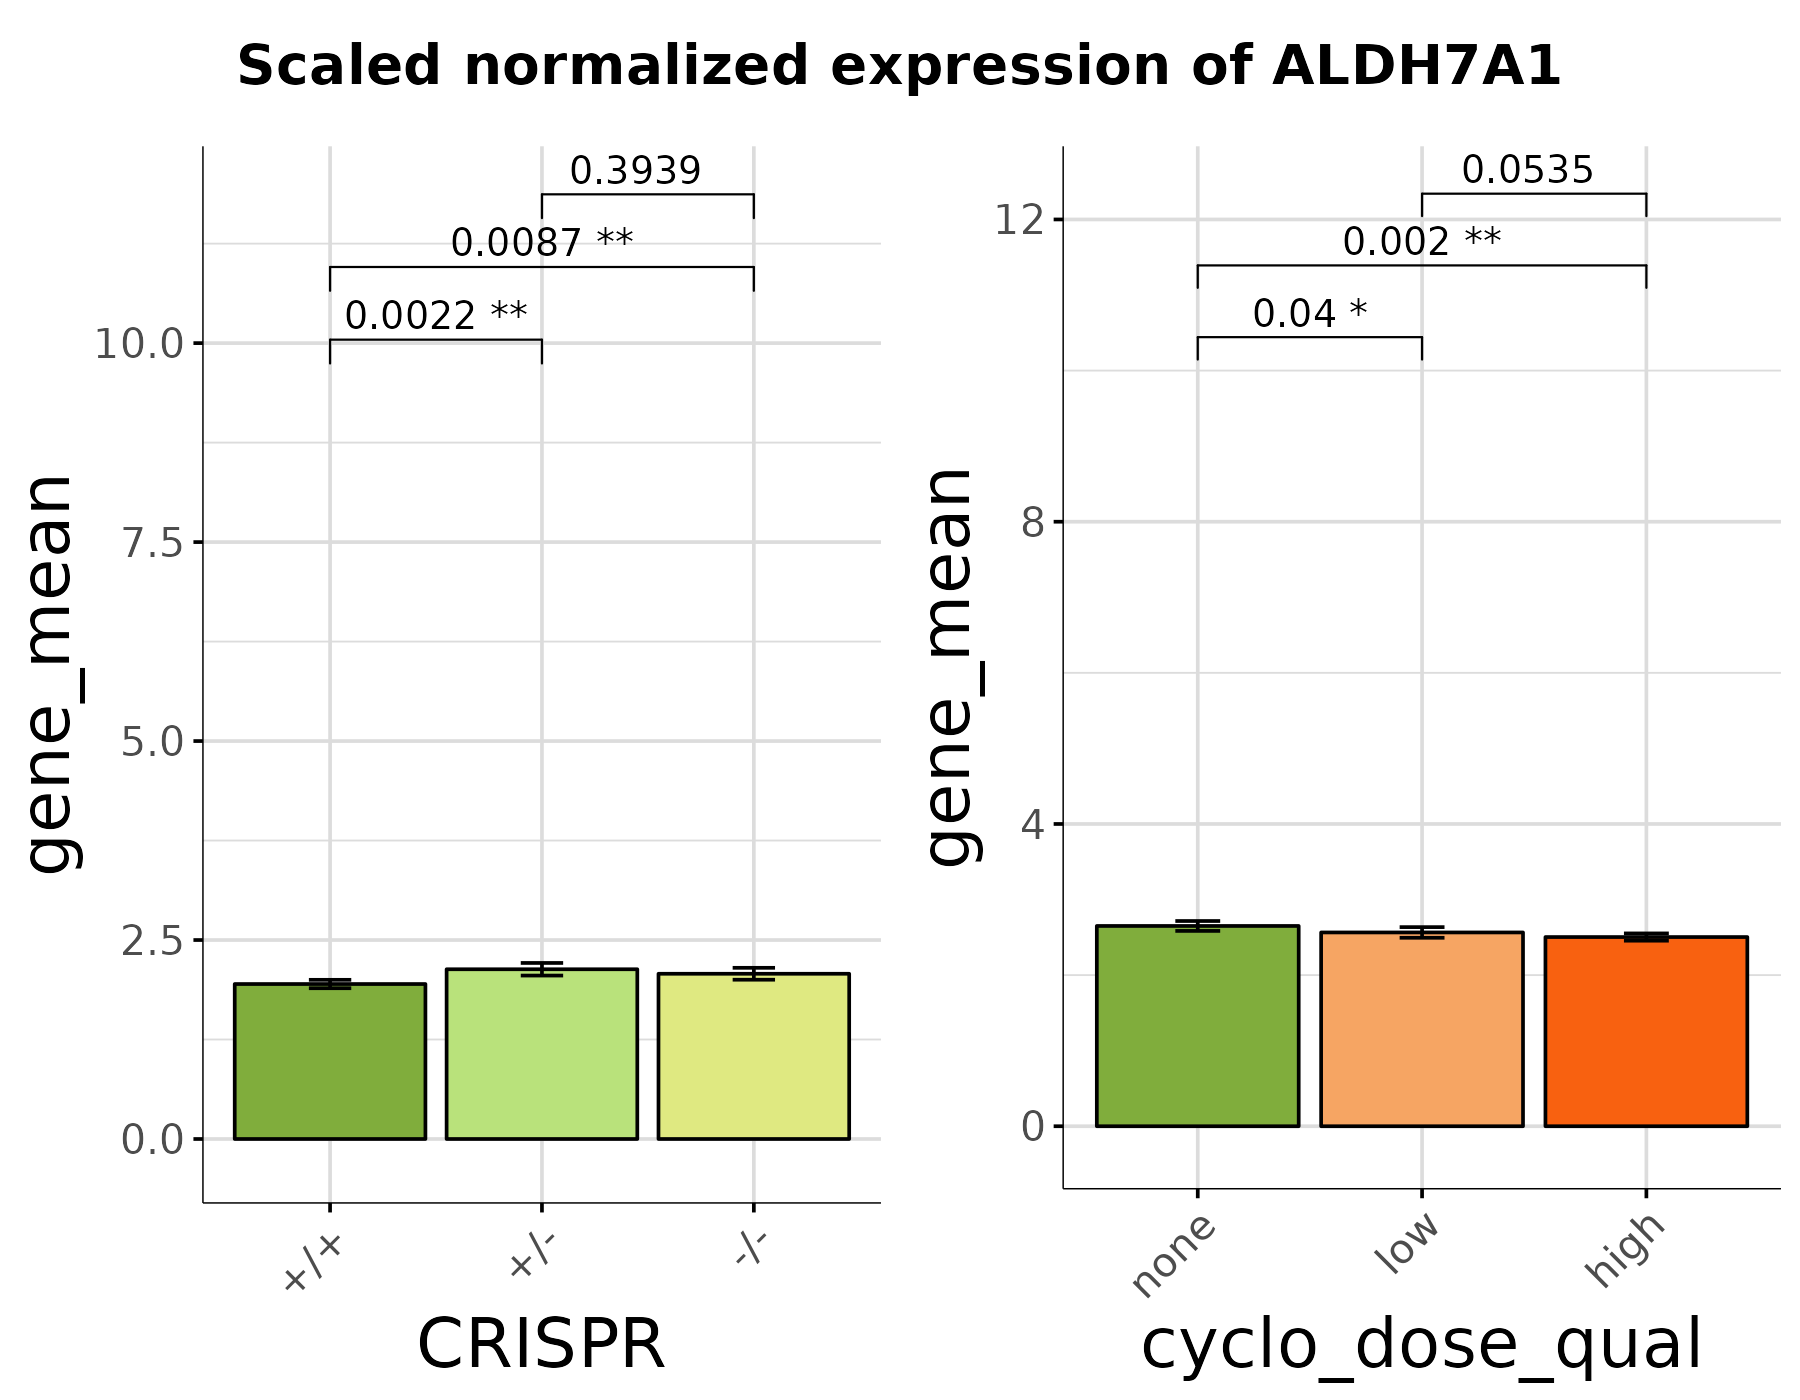 Scaled normalized expression of ALDH7A1
gene_mean
10.0
7.5
5.0
2.5
0.0
0.3939
0.0087 **
0.0022 **
+/+
+/-
-/-
CRISPR
gene_mean
12
8
4
0
0.0535
0.002 **
0.04 *
none
low
high
cyclo_dose_qual